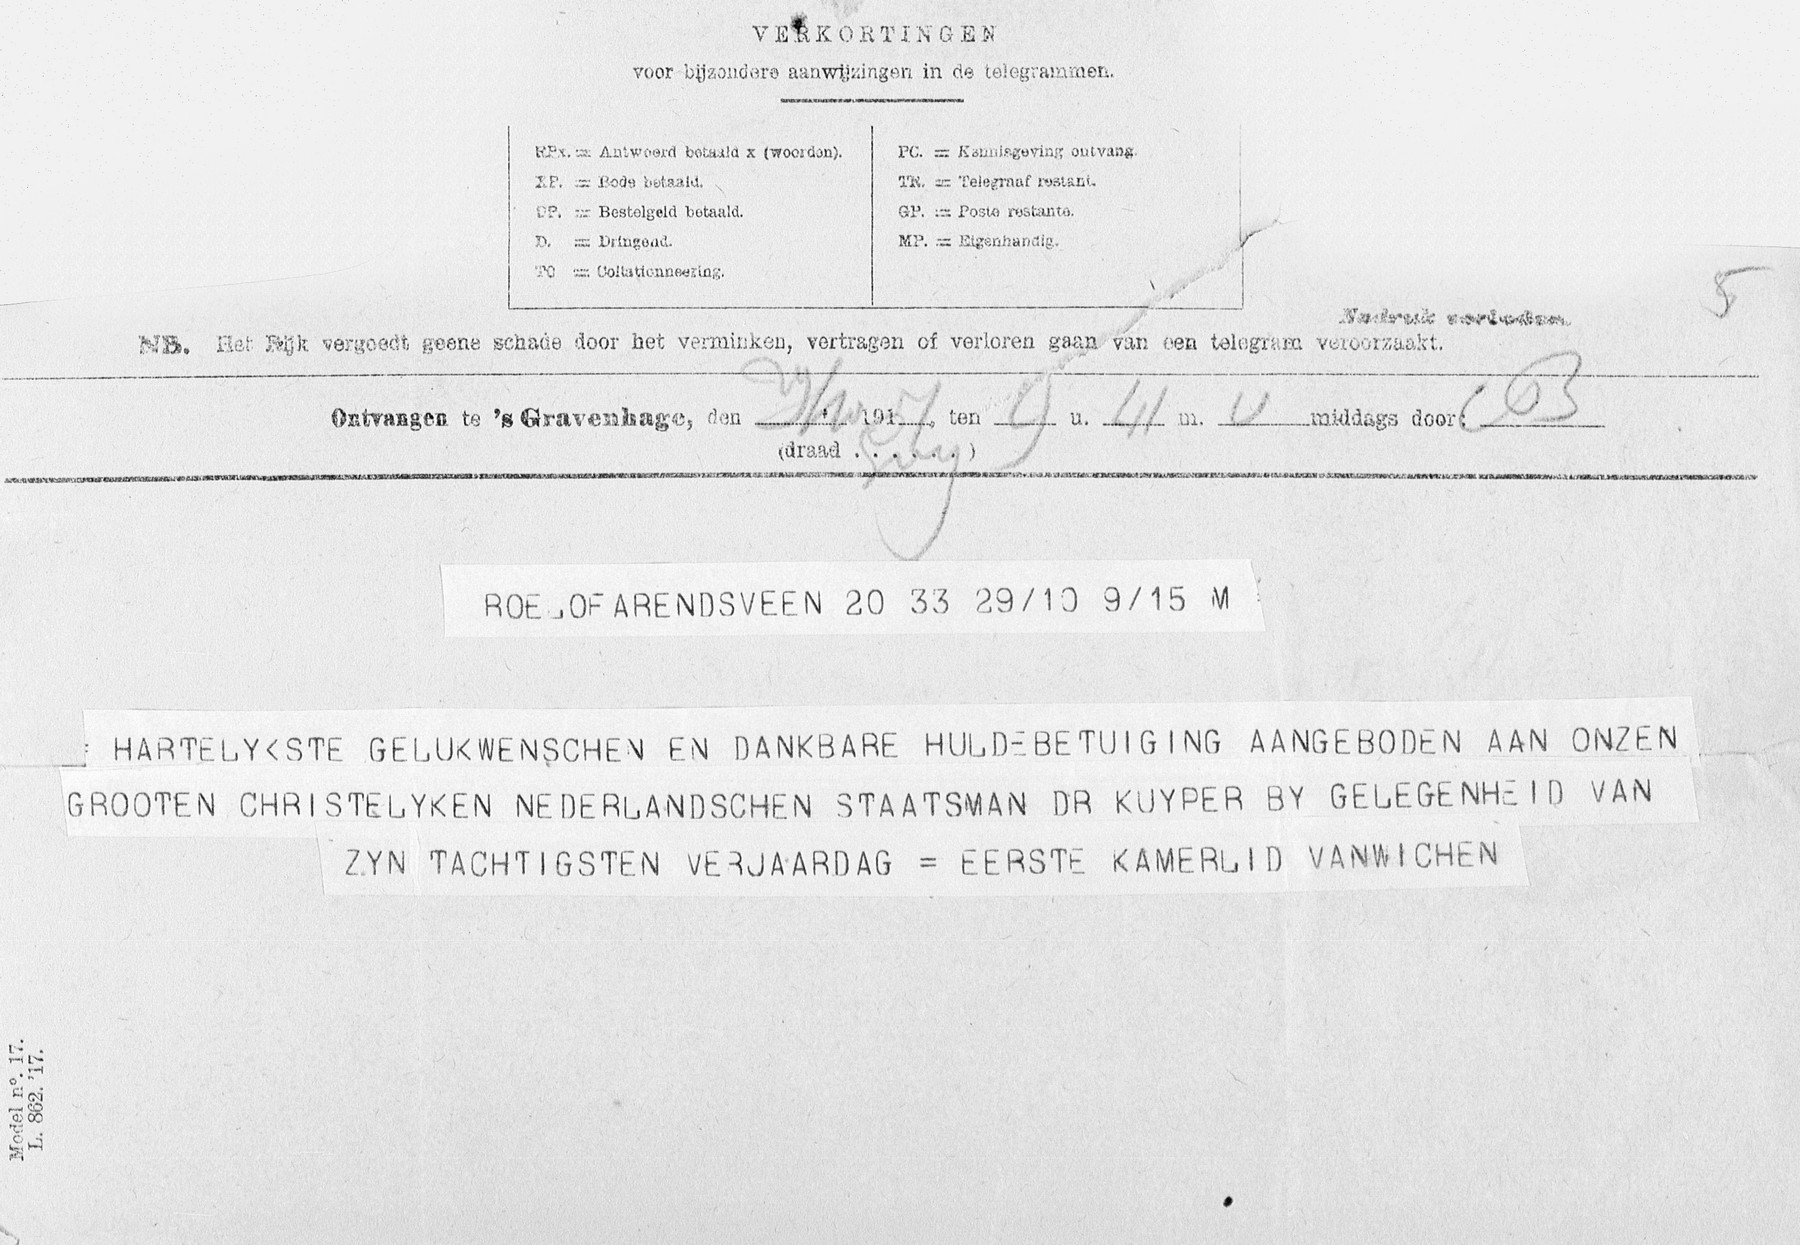 VERKORTINGEN
voor bijzondere aanwijzingen in de telegrammen.
RPx. = Antwoord betaald x (woorden).
XP. = Bode betaald.
Bestelgeld betaald.
D. = Dringend.
TC = Collationneering.
PC. = Kennisgeving ontvang.
TR. = Telegraaf restant.
GP. = Poste restante.
MP. = Eigenhandig.
5
Nadruk verboden.
NB. Het Rijk vergoedt geene schade door het verminken, vertragen of verloren gaan van een telegram veroorzaakt.
Ontvangen te 's Gravenhage, den 191 , ten 9 u. 41 m. middags door:
(draad . . . . . . )
ROELOFARENDSVEEN 20 33 29/10 9/15 M
= HARTELYKSTE GELUKWENSCHEN EN DANKBARE HULDEBETUIGING AANGEBODEN AAN ONZEN
GROOTEN CHRISTELYKEN NEDERLANDSCHEN STAATSMAN DR KUYPER BY GELEGENHEID VAN
ZYN TACHTIGSTEN VERJAARDAG = EERSTE KAMERLID VANWICHEN
Model nº. 17.
L. 862. '17.